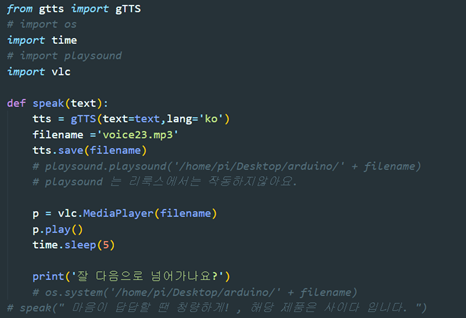 from gtts import gTTS
# import os
import time
# import playsound
import vlc
def speak(text):
tts = gTTS(text=text,lang='ko')
filename ='voice23.mp3'
tts.save(filename)
# playsound.playsound('/home/pi/Desktop/arduino/' + filename)
# playsound 는 리룩스에서는 작동하지않아요.
p = vlc.MediaPlayer(filename)
p.play()
time.sleep(5)
print('잘 다음으로 넘어가나요?')
# os.system('/home/pi/Desktop/arduino/' + filename)
# speak(" 마음이 답답할 땐 청량하게! , 해당 제품은 사이다 입니다. ")